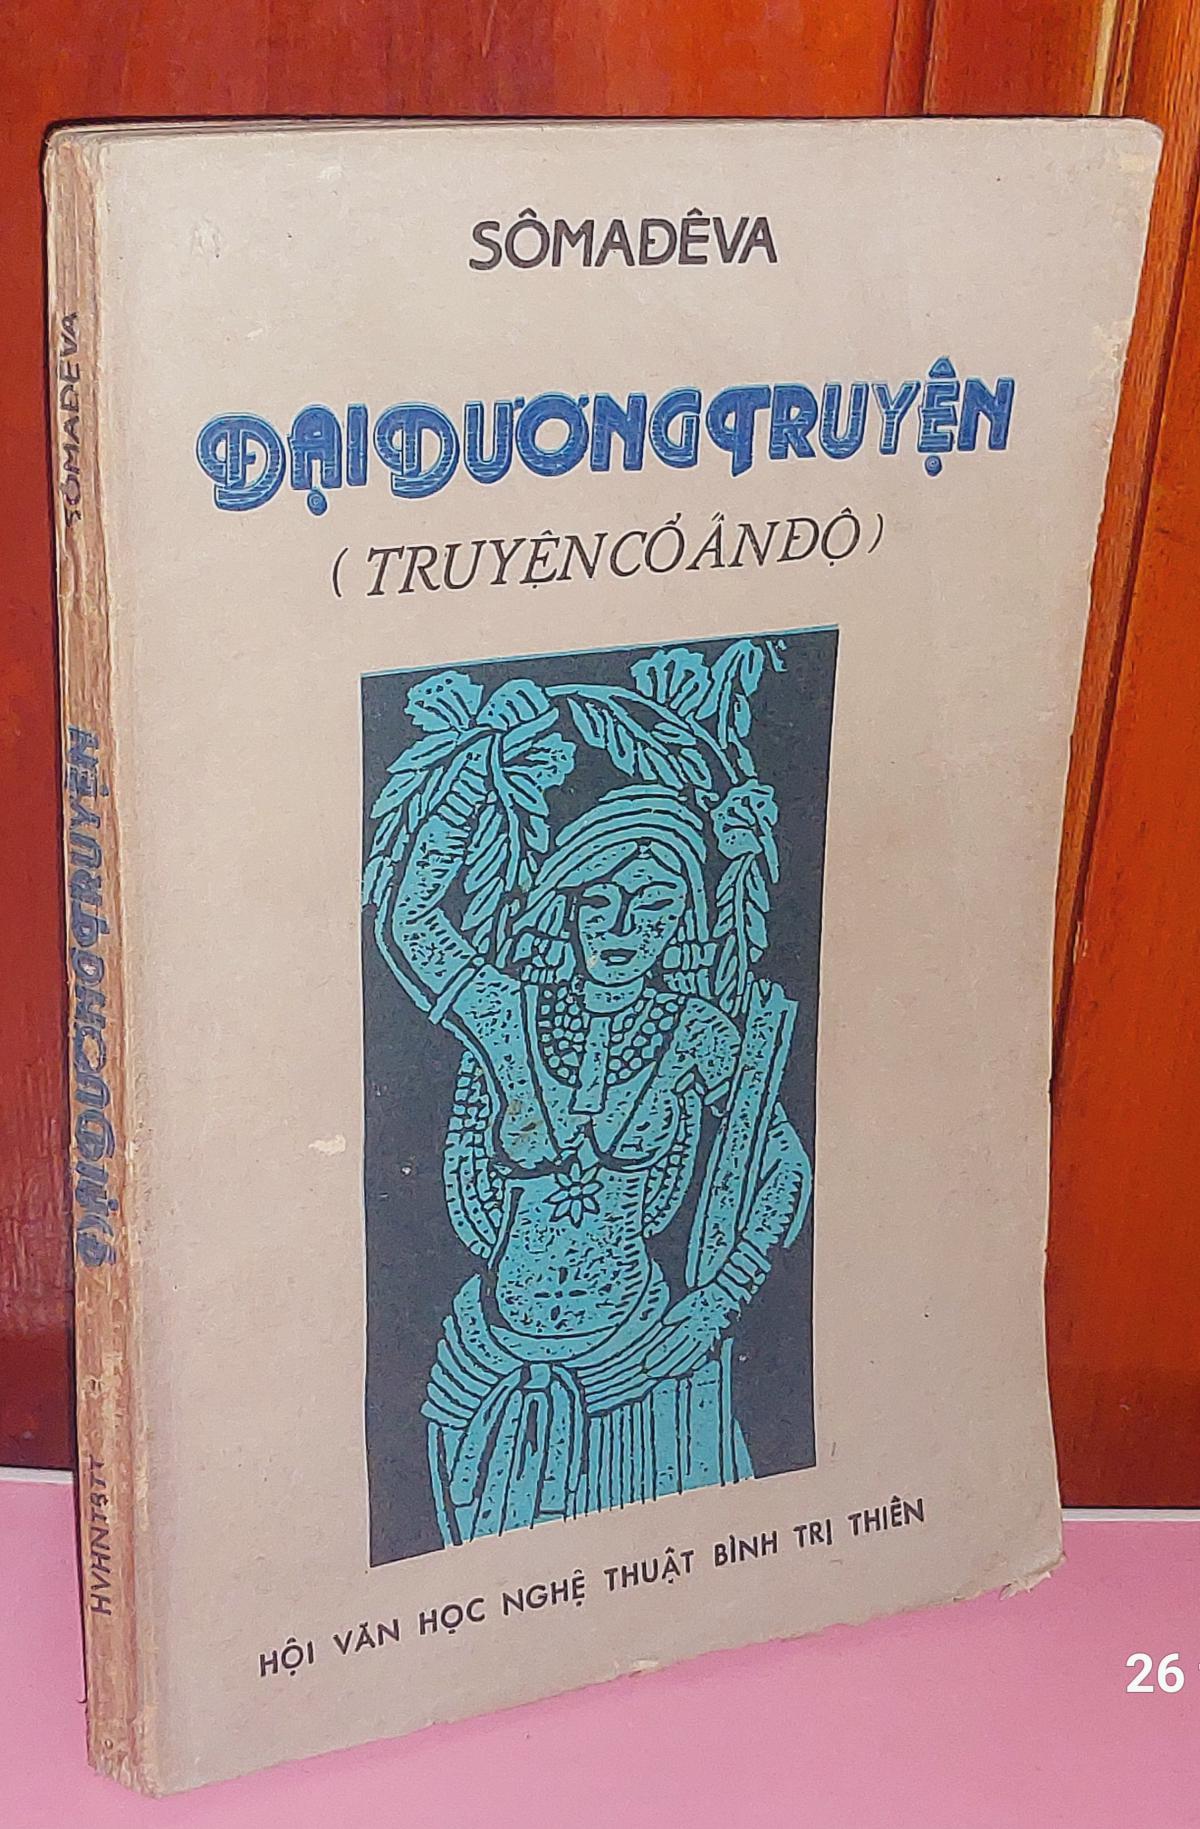 SÔMAĐÊVA
ĐẠI DƯƠNG TRUYỆN
(TRUYỆN CỔ ẤN ĐỘ)
HỘI VĂN HỌC NGHỆ THUẬT BÌNH TRỊ THIÊN
SÔMAĐÊVA
ĐẠI DƯƠNG TRUYỆN
HVHNTBTT
26